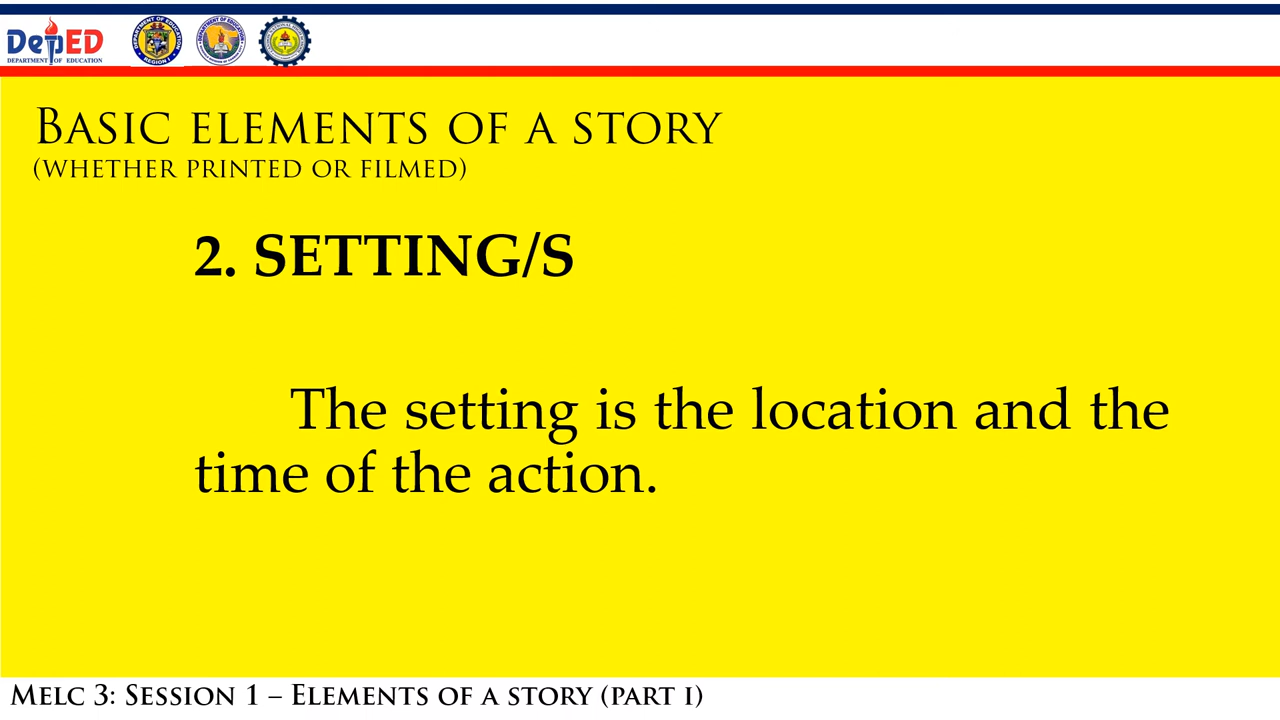 DepED
DEPARTMENT OF EDUCATION
BASIC ELEMENTS OF A STORY
(WHETHER PRINTED OR FILMED)
2. SETTING/S
The setting is the location and the
time of the action.
MELC 3: SESSION 1 – ELEMENTS OF A STORY (PART I)